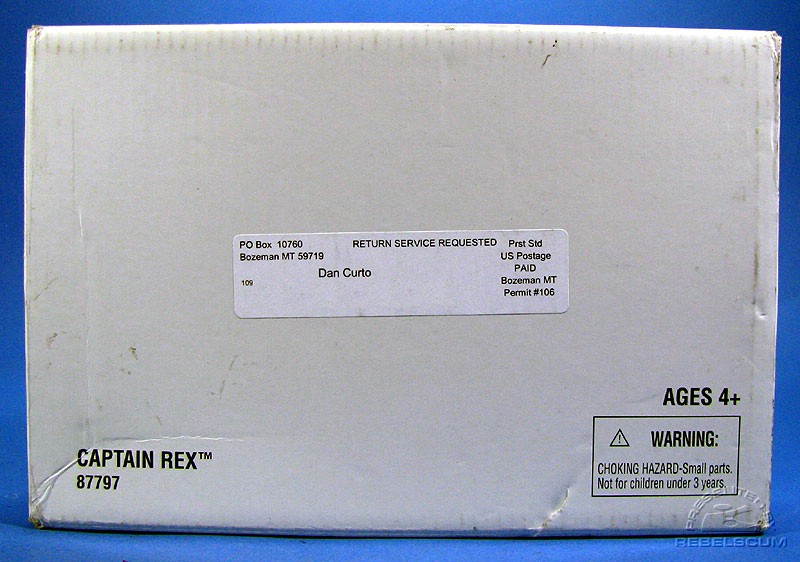 PO Box 10760 RETURN SERVICE REQUESTED Prst Std
Bozeman MT 59719 US Postage
Dan Curto PAID
109 Bozeman MT
Permit #106
AGES 4+
WARNING:
CHOKING HAZARD-Small parts.
Not for children under 3 years.
CAPTAIN REX™
87797
PRESENTED BY
REBELSCUM